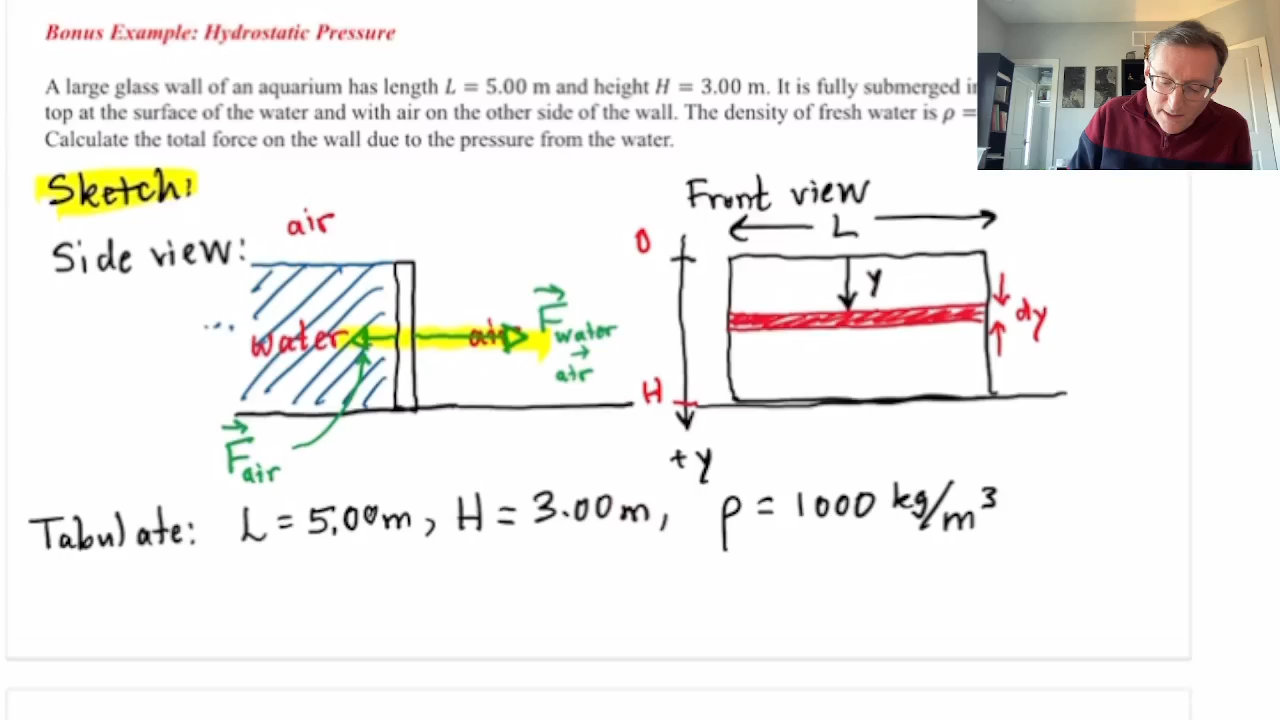 Bonus Example: Hydrostatic Pressure
A large glass wall of an aquarium has length L = 5.00 m and height H = 3.00 m. It is fully submerged
top at the surface of the water and with air on the other side of the wall. The density of fresh water is ρ =
Calculate the total force on the wall due to the pressure from the water.
Sketch:
Side view:
air
... water
air
F water air
F air
Front view
L
0
y
dy
H
+y
Tabulate: L = 5.00m, H = 3.00m, ρ = 1000 kg/m³